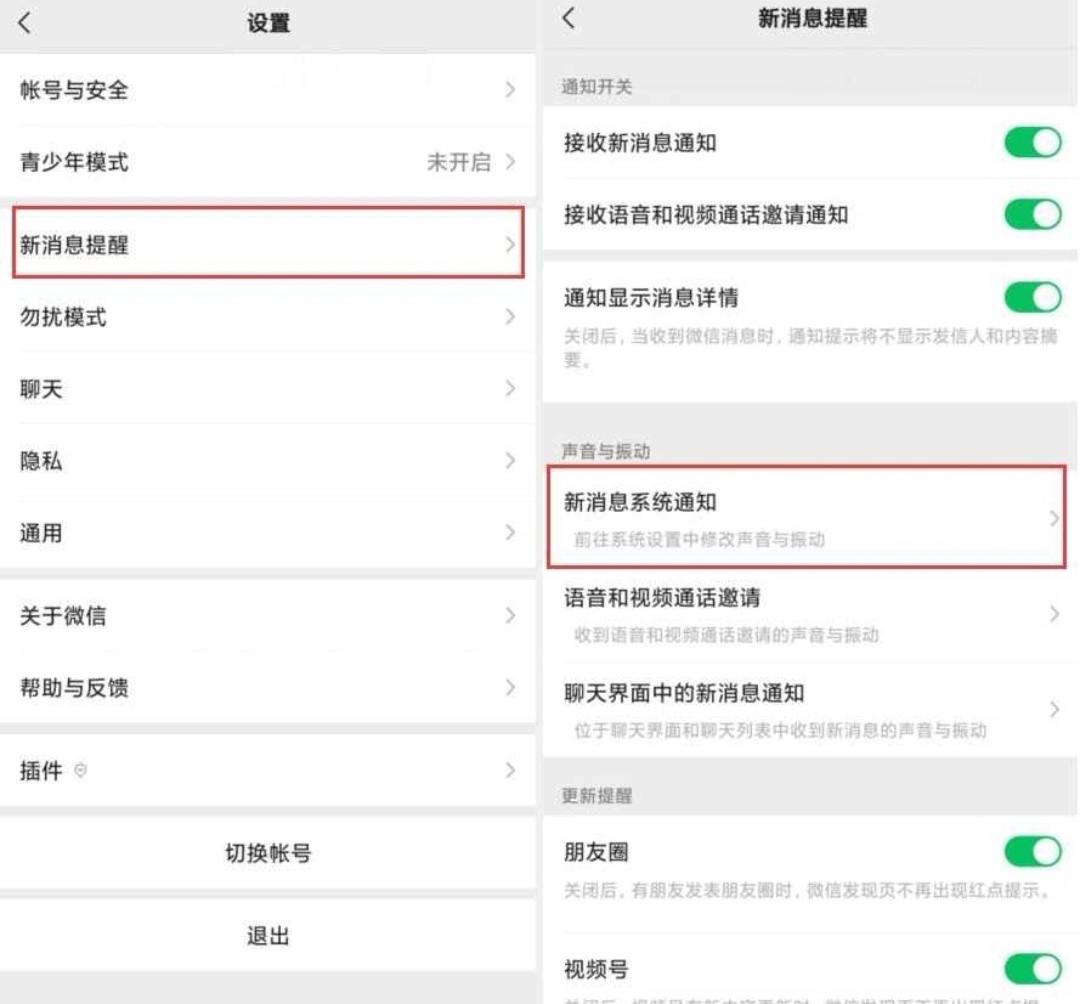 设置
帐号与安全
青少年模式 未开启
新消息提醒
勿扰模式
聊天
隐私
通用
关于微信
帮助与反馈
插件
切换帐号
退出
新消息提醒
通知开关
接收新消息通知
接收语音和视频通话邀请通知
通知显示消息详情
关闭后，当收到微信消息时，通知提示将不显示发信人和内容摘
要。
声音与振动
新消息系统通知
前往系统设置中修改声音与振动
语音和视频通话邀请
收到语音和视频通话邀请的声音与振动
聊天界面中的新消息通知
位于聊天界面和聊天列表中收到新消息的声音与振动
更新提醒
朋友圈
关闭后，有朋友发表朋友圈时，微信发现页不再出现红点提示。
视频号